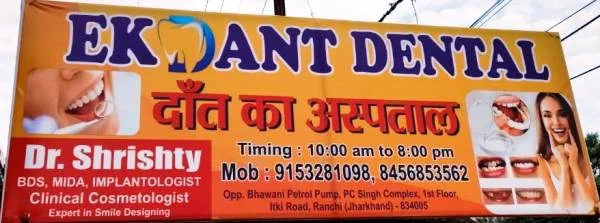 EKDANT DENTAL
दाँत का अस्पताल
Dr. Shrishty
BDS, MIDA, IMPLANTOLOGIST
Clinical Cosmetologist
Expert in Smile Designing
Timing : 10:00 am to 8:00 pm
Mob : 9153281098, 8456853562
Opp. Bhawani Petrol Pump, PC Singh Complex, 1st Floor,
Itki Road, Ranchi (Jharkhand) - 834005